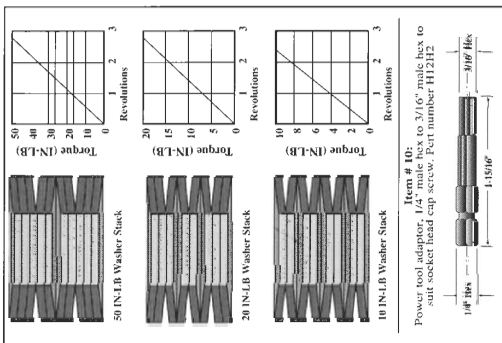 50 IN-LB Washer Stack
Torque (IN-LB)
50
40
30
20
10
0
1
2
3
Revolutions
20 IN-LB Washer Stack
Torque (IN-LB)
20
15
10
5
0
1
2
3
Revolutions
10 IN-LB Washer Stack
Torque (IN-LB)
10
8
6
4
2
0
1
2
3
Revolutions
Item # 10:
Power tool adaptor, 1/4" male hex to 3/16" male hex to
suit socket head cap screw. Part number H12H2
1/4" Hex
3/16" Hex
1-15/16"